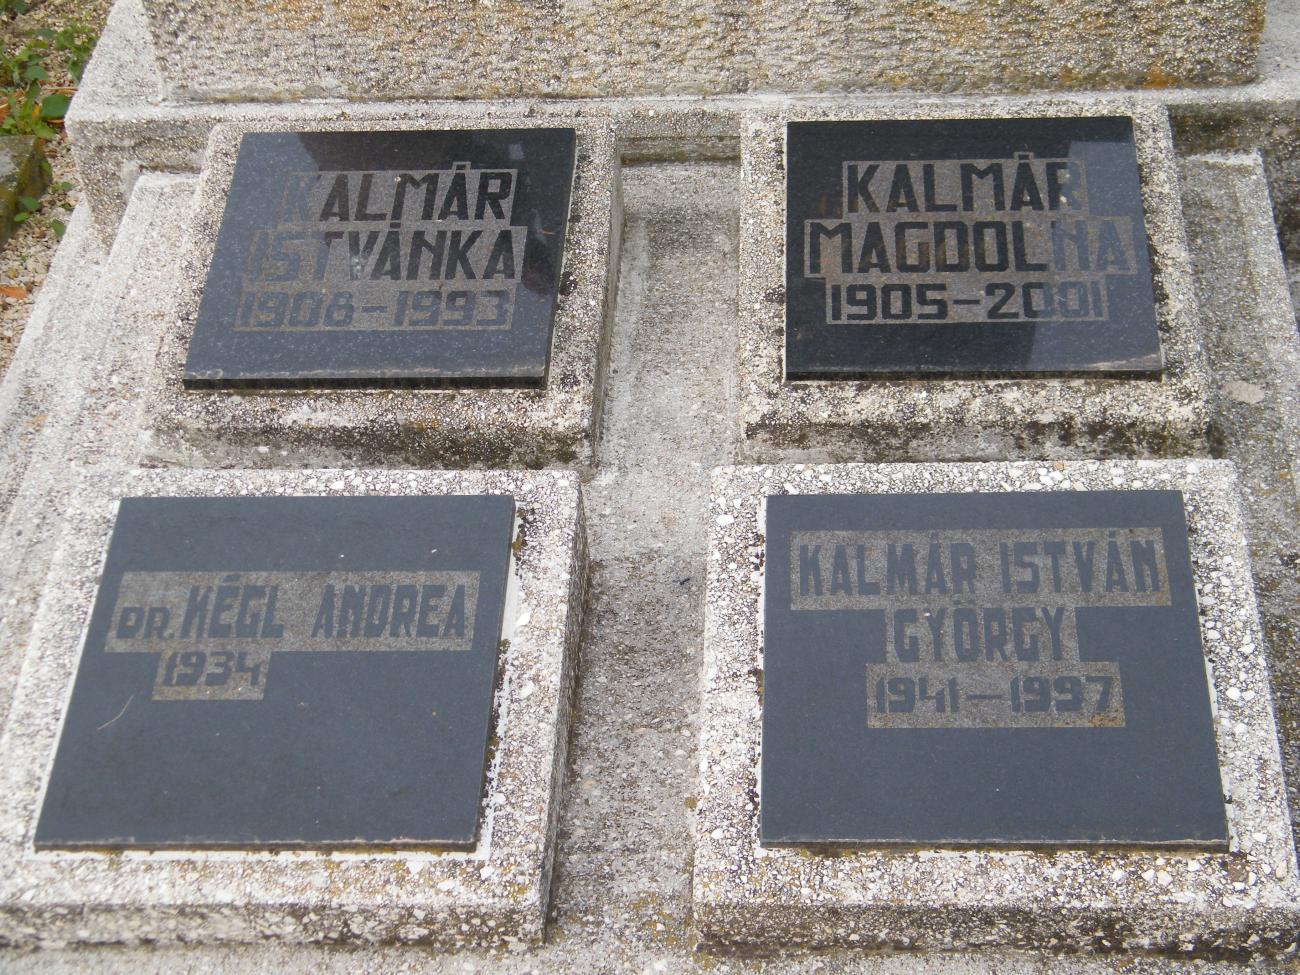 KALMÁR
ISTVÁNKA
1908-1993
KALMÁR
MAGDOLNA
1905-2001
DR. KÉGL ANDREA
1934
KALMÁR ISTVÁN
GYÖRGY
1941-1997